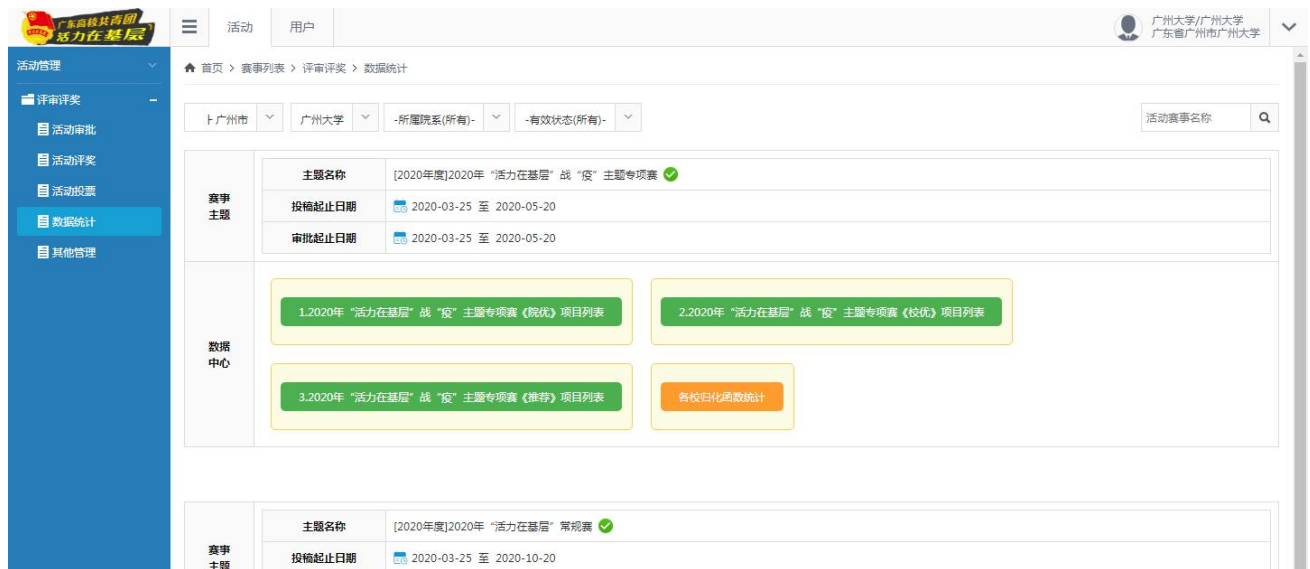 广东高校共青团
活力在基层
活动
用户
广州大学/广州大学
广东省广州市广州大学
活动管理
评审评奖
活动审批
活动评奖
活动投票
数据统计
其他管理
首页 > 赛事列表 > 评审评奖 > 数据统计
├广州市
广州大学
-所属院系(所有)-
-有效状态(所有)-
活动赛事名称
赛事
主题
主题名称
[2020年度]2020年“活力在基层”战“疫”主题专项赛
投稿起止日期
2020-03-25 至 2020-05-20
审批起止日期
2020-03-25 至 2020-05-20
数据
中心
1.2020年“活力在基层”战“疫”主题专项赛《院优》项目列表
2.2020年“活力在基层”战“疫”主题专项赛《校优》项目列表
3.2020年“活力在基层”战“疫”主题专项赛《推荐》项目列表
各校归化函数统计
赛事
主题
主题名称
[2020年度]2020年“活力在基层”常规赛
投稿起止日期
2020-03-25 至 2020-10-20